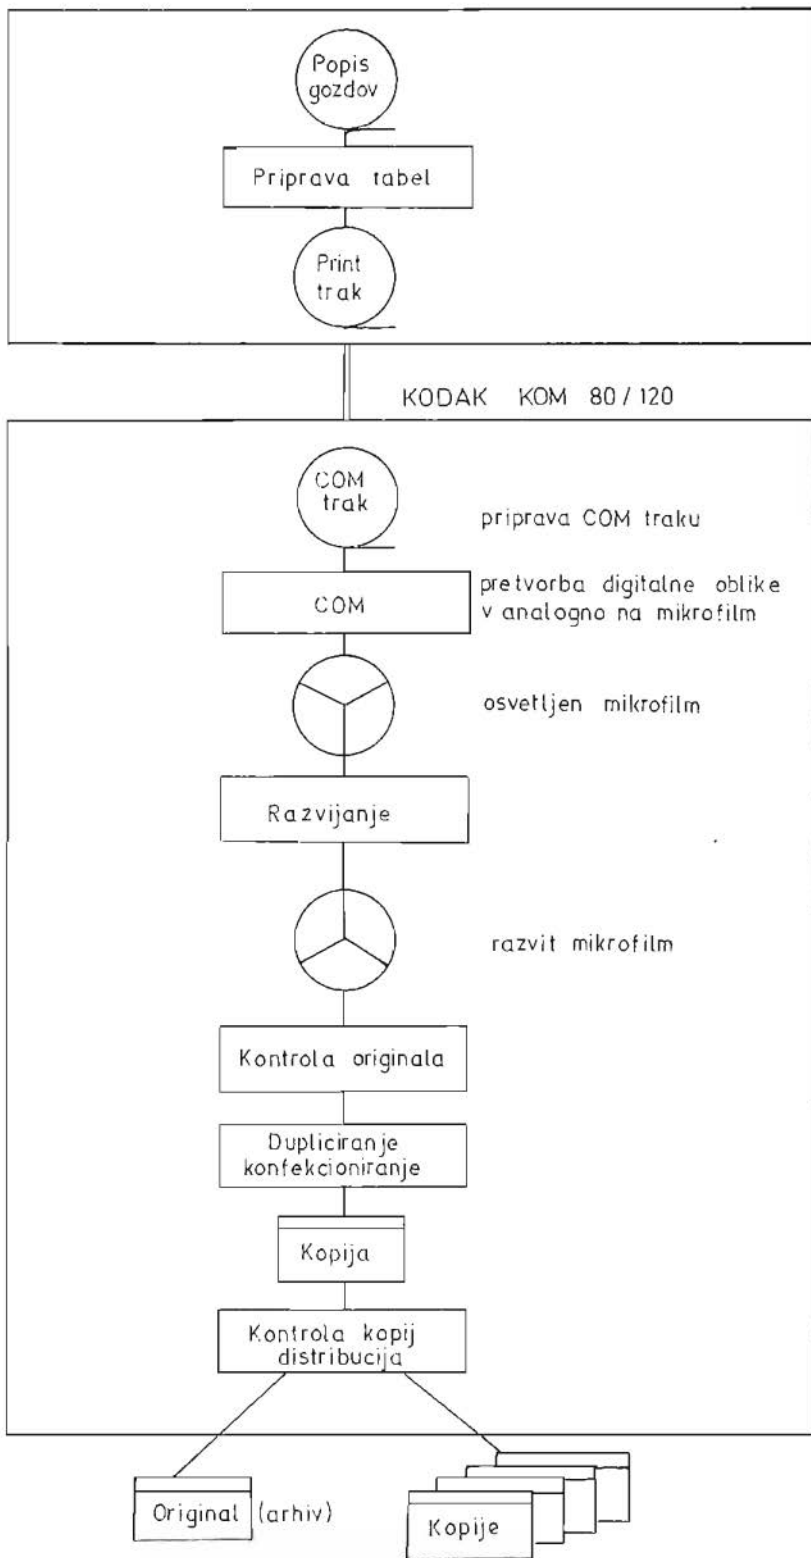 Popis
gozdov
Priprava tabel
Print
trak
KODAK KOM 80/120
COM
trak
priprava COM traku
COM
pretvorba digitalne oblike
v analogno na mikrofilm
osvetljen mikrofilm
Razvijanje
razvit mikrofilm
Kontrola originala
Dupliciranje
konfekcioniranje
Kopija
Kontrola kopij
distribucija
Original (arhiv)
Kopije